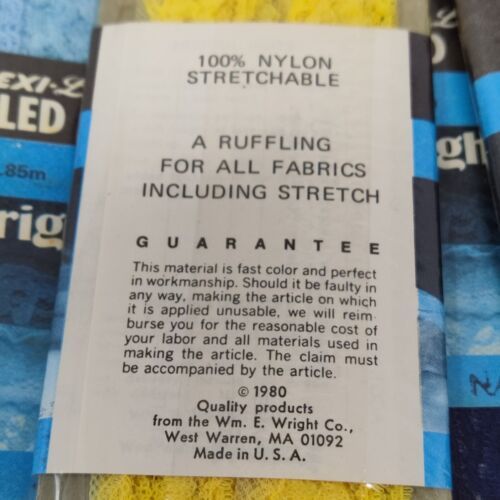 100% NYLON
STRETCHABLE
A RUFFLING
FOR ALL FABRICS
INCLUDING STRETCH
GUARANTEE
This material is fast color and perfect
in workmanship. Should it be faulty in
any way, making the article on which
it is applied unusable, we will reim-
burse you for the reasonable cost of
your labor and all materials used in
making the article. The claim must
be accompanied by the article.
© 1980
Quality products
from the Wm. E. Wright Co.,
West Warren, MA 01092
Made in U. S. A.
EXI-L
LED
.85m
rig
gh